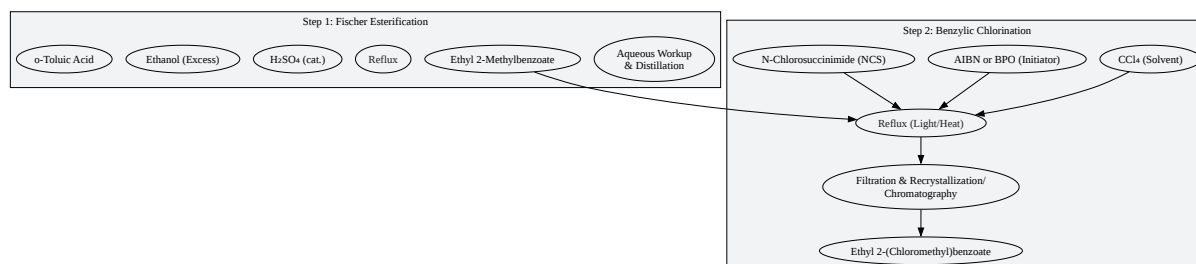 Step 1: Fischer Esterification
o-Toluic Acid
Ethanol (Excess)
H₂SO₄ (cat.)
Reflux
Ethyl 2-Methylbenzoate
Aqueous Workup
& Distillation
Step 2: Benzylic Chlorination
N-Chlorosuccinimide (NCS)
AIBN or BPO (Initiator)
CCl₄ (Solvent)
Reflux (Light/Heat)
Filtration & Recrystallization/
Chromatography
Ethyl 2-(Chloromethyl)benzoate